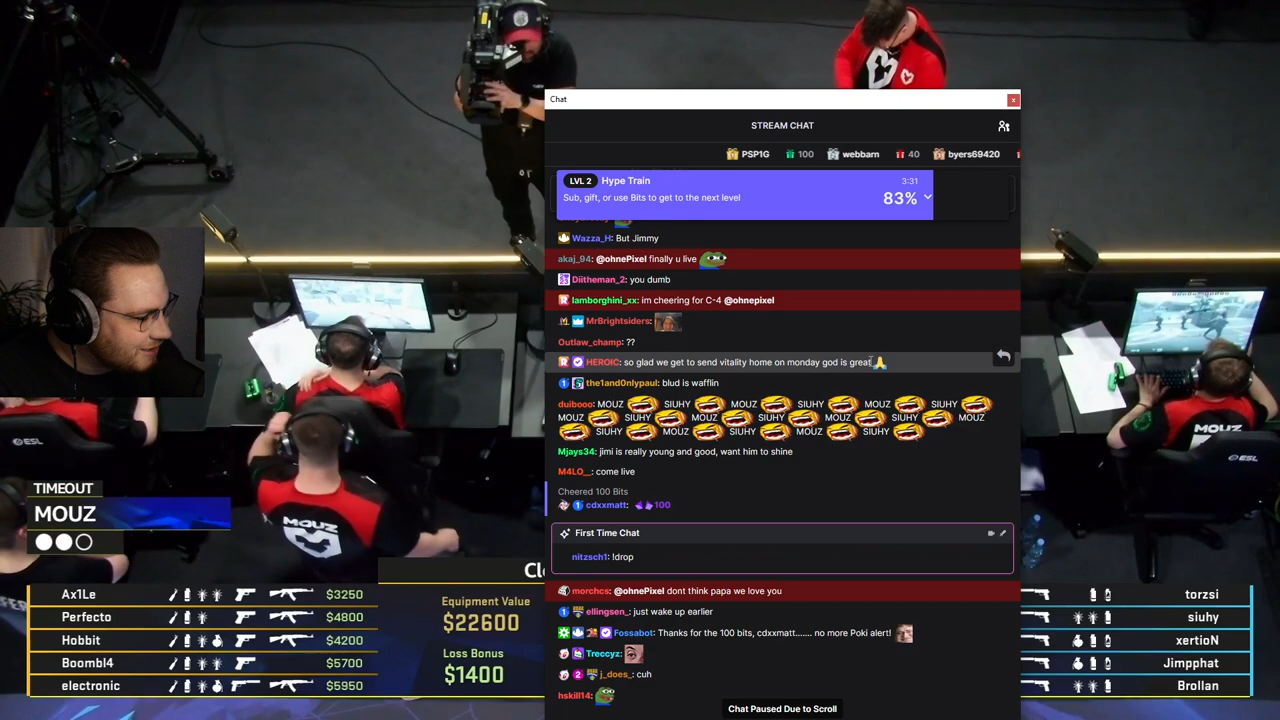 Chat
x
STREAM CHAT
PSP1G 100 webbarn 40 byers69420
LVL 2 Hype Train 3:31
Sub, gift, or use Bits to get to the next level 83%
Wazza_H: But Jimmy
akaj_94: @ohnePixel finally u live
Diitheman_2: you dumb
lamborghini_xx: im cheering for C-4 @ohnepixel
MrBrightsiders:
Outlaw_champ: ??
HEROIC: so glad we get to send vitality home on monday god is great
the1and0nlypaul: blud is wafflin
duibooo: MOUZ SIUHY MOUZ SIUHY MOUZ SIUHY
MOUZ SIUHY MOUZ SIUHY MOUZ SIUHY MOUZ
SIUHY MOUZ SIUHY MOUZ SIUHY
Mjays34: jimi is really young and good, want him to shine
M4LO__: come live
Cheered 100 Bits
cdxxmatt: 100
First Time Chat
nitzsch1: !drop
morchcs: @ohnePixel dont think papa we love you
ellingsen_: just wake up earlier
Fossabot: Thanks for the 100 bits, cdxxmatt....... no more Poki alert!
Treccyz:
j_does_: cuh
hskill14:
Chat Paused Due to Scroll
ESL
ESL
MOUZ
TIMEOUT
MOUZ
Clo
Ax1Le $3250
Perfecto $4800
Hobbit $4200
Boombl4 $5700
electronic $5950
Equipment Value
$22600
Loss Bonus
$1400
torzsi
siuhy
xertioN
Jimpphat
Brollan